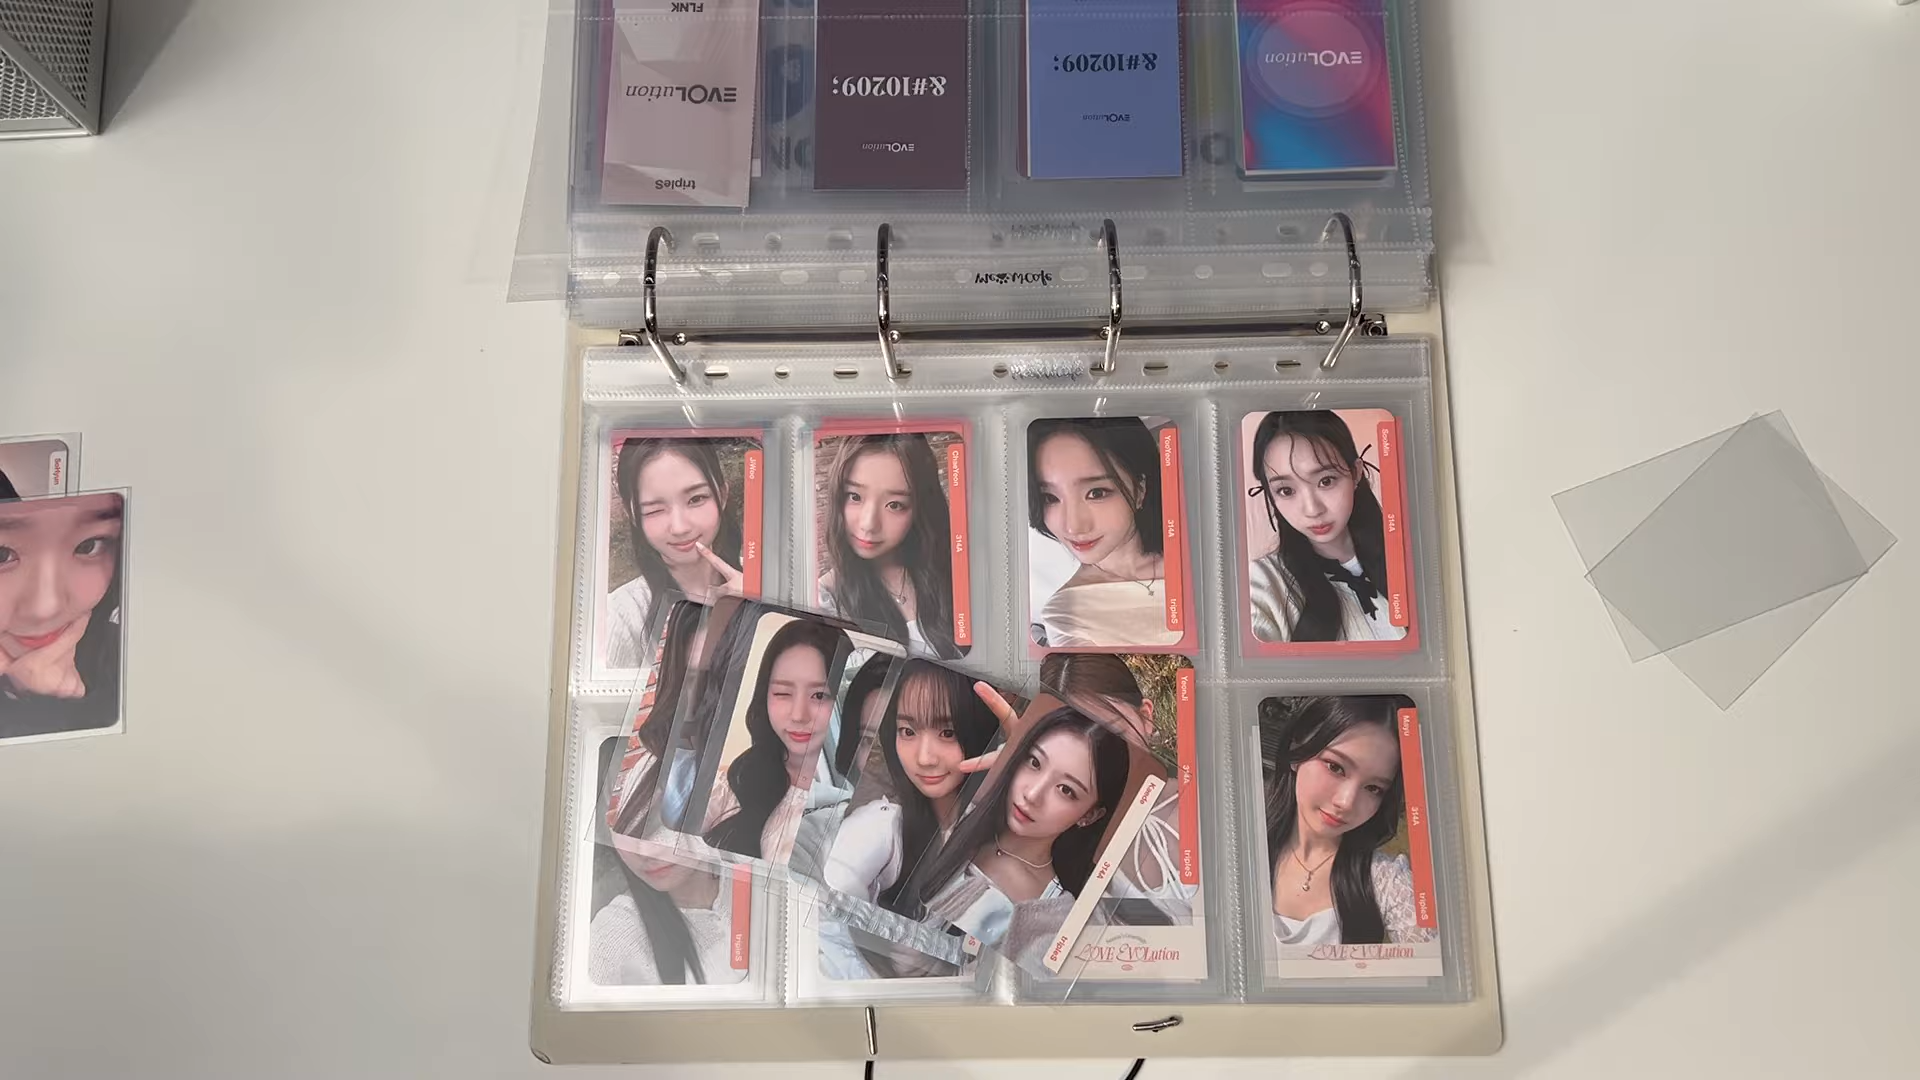 FLNK
EVOLution
tripleS
&#10209;
EVOLution
&#10209;
EVOLution
EVOLution
SoHyun
JiWoo
314A
ChaeYeon
314A
tripleS
YooYeon
314A
tripleS
SooMin
314A
tripleS
tripleS
Kaede
314A
tripleS
YeonJi
314A
tripleS
LOVE EVOLution
Mayu
314A
tripleS
LOVE EVOLution